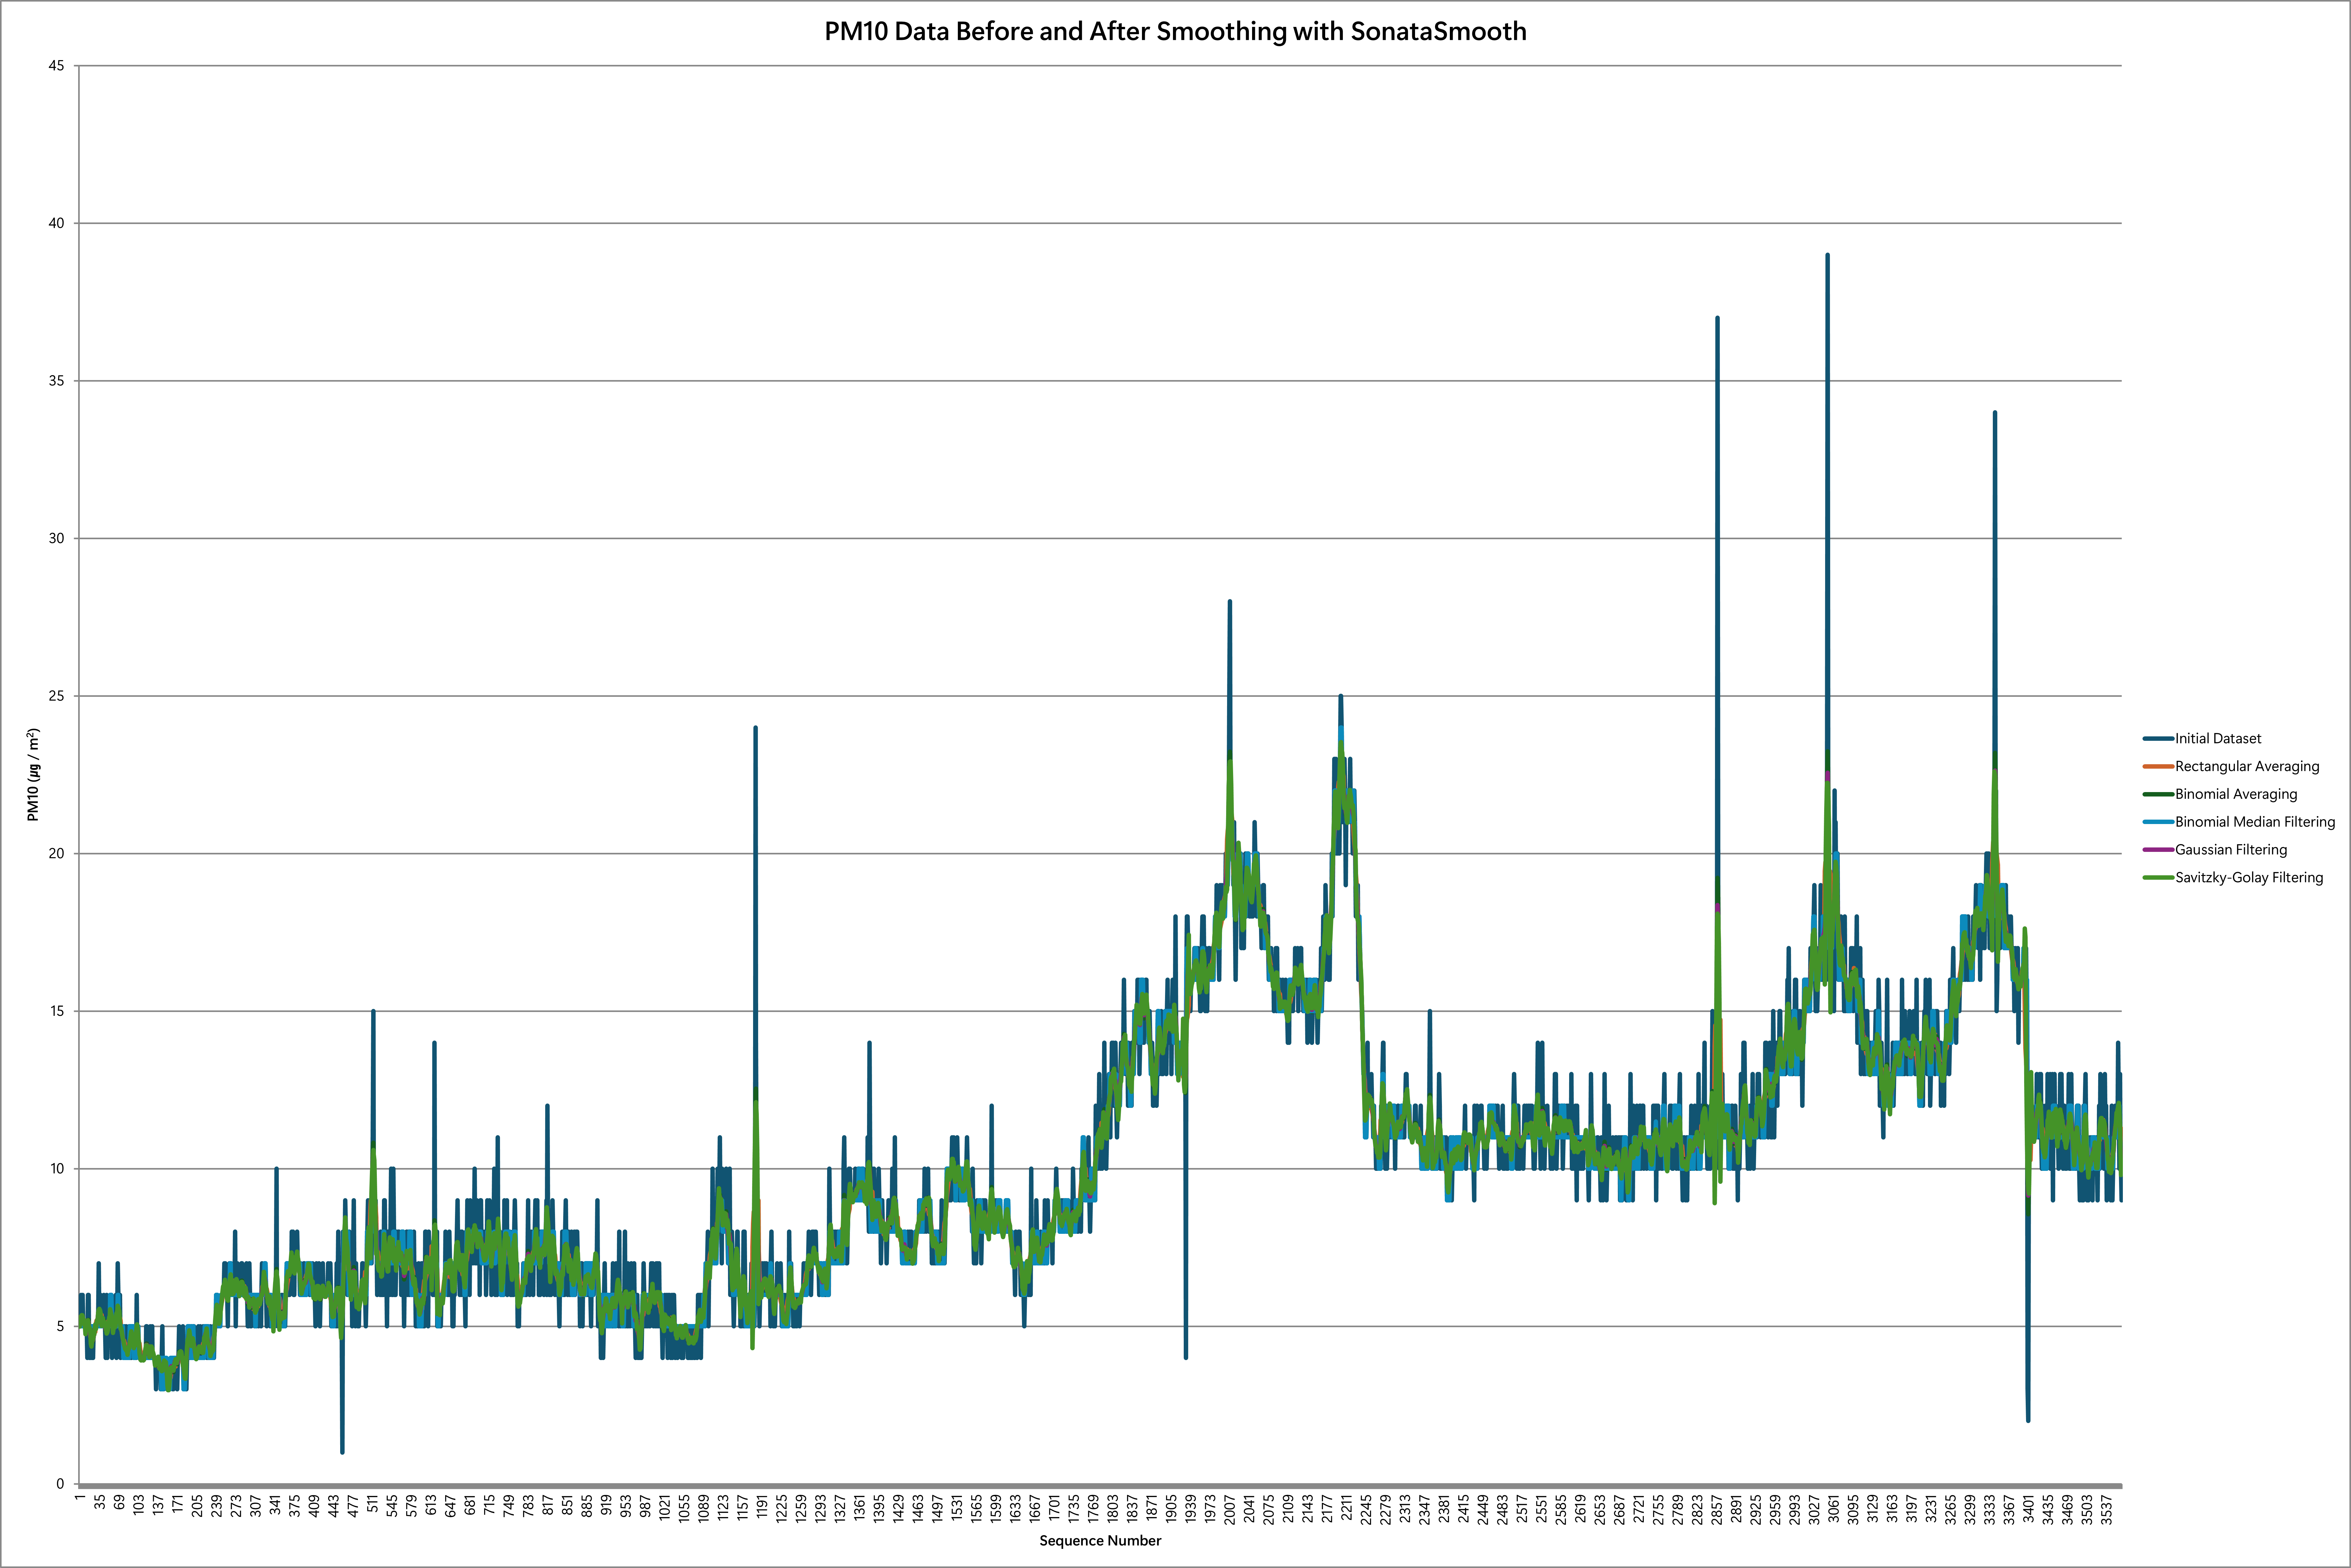 PM10 Data Before and After Smoothing with SonataSmooth
45
40
35
30
25
20
15
10
5
0
PM10 (㎍ / m²)
1 35 69 103 137 171 205 239 273 307 341 375 409 443 477 511 545 579 613 647 681 715 749 783 817 851 885 919 953 987 1021 1055 1089 1123 1157 1191 1225 1259 1293 1327 1361 1395 1429 1463 1497 1531 1565 1599 1633 1667 1701 1735 1769 1803 1837 1871 1905 1939 1973 2007 2041 2075 2109 2143 2177 2211 2245 2279 2313 2347 2381 2415 2449 2483 2517 2551 2585 2619 2653 2687 2721 2755 2789 2823 2857 2891 2925 2959 2993 3027 3061 3095 3129 3163 3197 3231 3265 3299 3333 3367 3401 3435 3469 3503 3537
Sequence Number
Initial Dataset
Rectangular Averaging
Binomial Averaging
Binomial Median Filtering
Gaussian Filtering
Savitzky-Golay Filtering